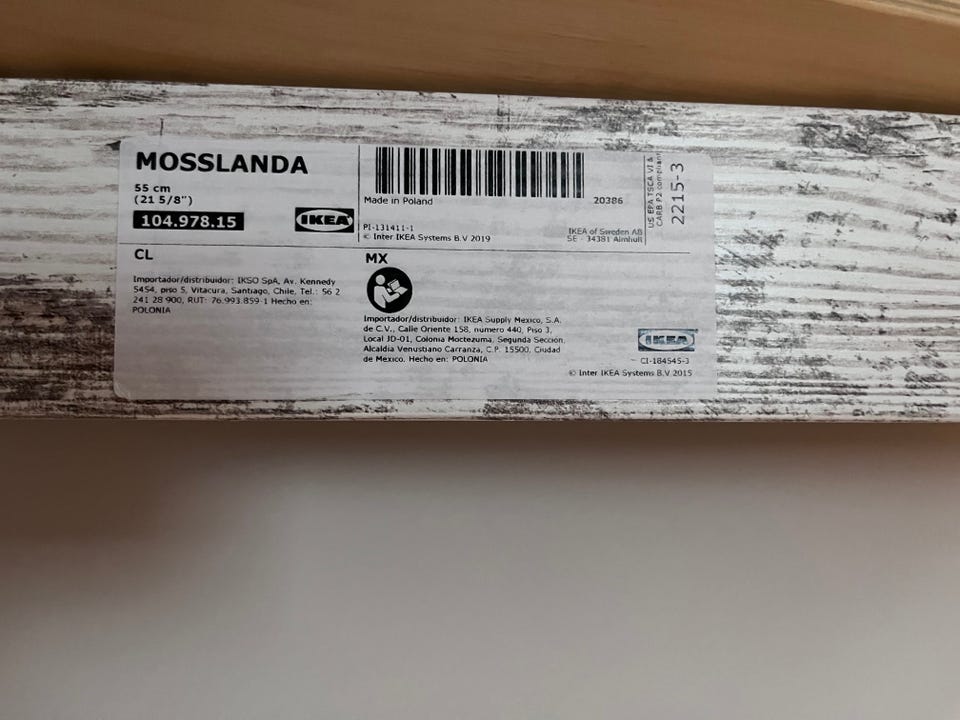 MOSSLANDA
55 cm
(21 5/8")
104.978.15
IKEA
Made in Poland
20386
PI-131411-1
© Inter IKEA Systems B.V 2019
IKEA of Sweden AB
SE - 34381 Älmhult
US EPA TSCA VI &
CARB P2 compliant
2215-3
CL
Importador/distribuidor: IKSO SpA, Av. Kennedy
5454, piso 5, Vitacura, Santiago, Chile, Tel.: 56 2
241 28 900, RUT: 76.993.859-1 Hecho en:
POLONIA
MX
Importador/distribuidor: IKEA Supply Mexico, S.A.
de C.V., Calle Oriente 158, numero 440, Piso 3,
Local JD-01, Colonia Moctezuma, Segunda Sección,
Alcaldia Venustiano Carranza, C.P. 15500, Ciudad
de Mexico. Hecho en: POLONIA
IKEA
CI-184545-3
© Inter IKEA Systems B.V 2015